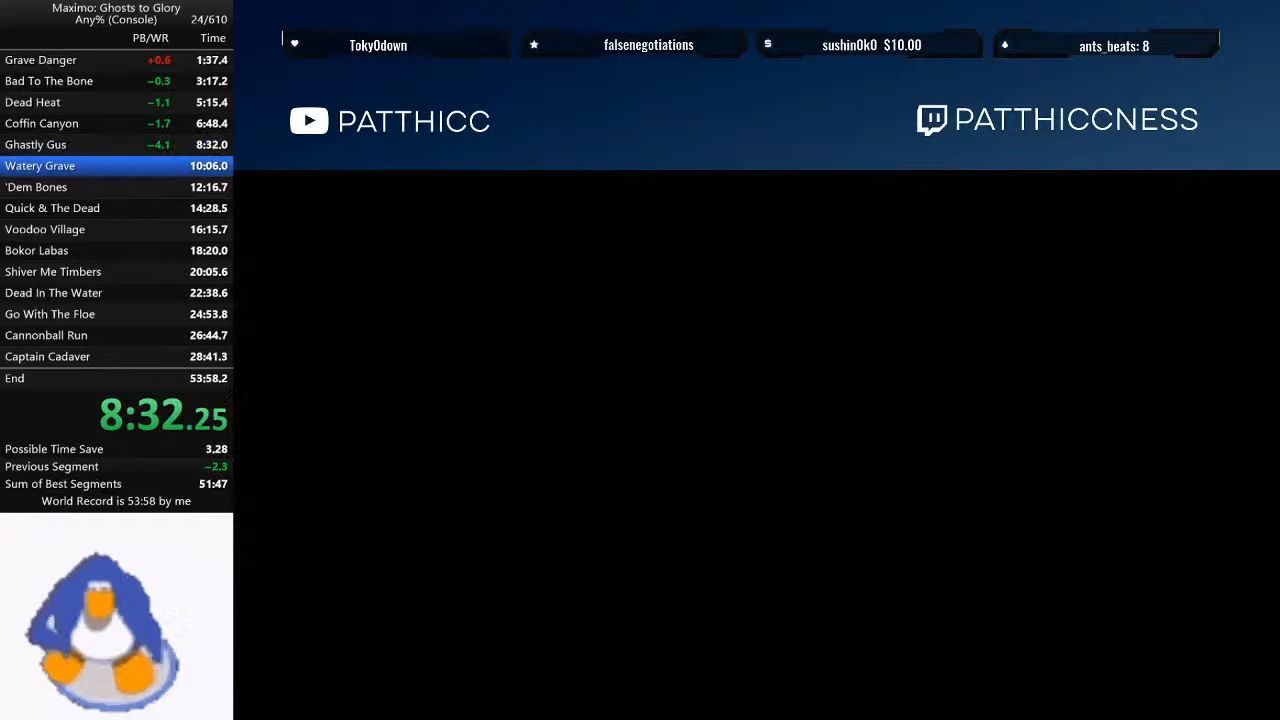 Maximo: Ghosts to Glory
Any% (Console) 24/610
PB/WR Time
Grave Danger +0.6 1:37.4
Bad To The Bone −0.3 3:17.2
Dead Heat −1.1 5:15.4
Coffin Canyon −1.7 6:48.4
Ghastly Gus −4.1 8:32.0
Watery Grave 10:06.0
'Dem Bones 12:16.7
Quick & The Dead 14:28.5
Voodoo Village 16:15.7
Bokor Labas 18:20.0
Shiver Me Timbers 20:05.6
Dead In The Water 22:38.6
Go With The Floe 24:53.8
Cannonball Run 26:44.7
Captain Cadaver 28:41.3
End 53:58.2
8:32.25
Possible Time Save 3.28
Previous Segment −2.3
Sum of Best Segments 51:47
World Record is 53:58 by me
Toky0down
falsenegotiations
sushin0k0 $10.00
ants_beats: 8
PATTHICC
PATTHICCNESS